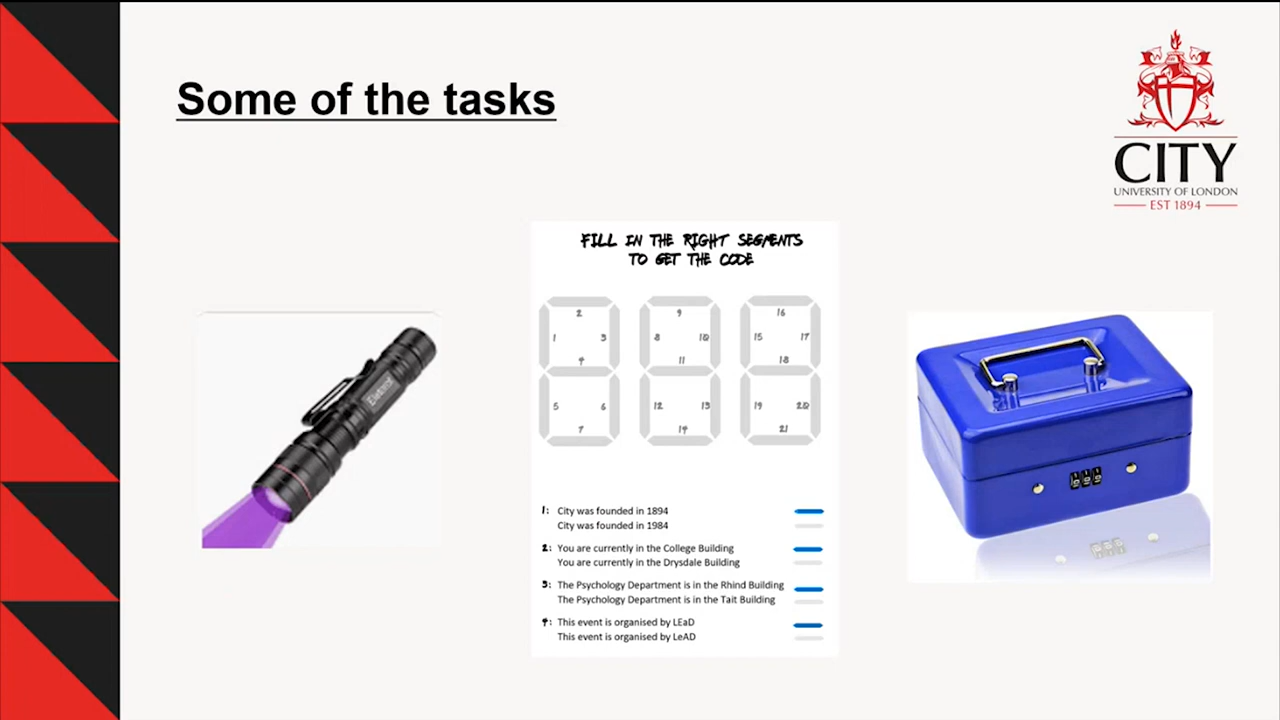 Some of the tasks
CITY
UNIVERSITY OF LONDON
EST 1894
FILL IN THE RIGHT SEGMENTS
TO GET THE CODE
2 9 16
1 3 8 10 15 17
4 11 18
5 6 12 13 19 20
7 14 21
1: City was founded in 1894
City was founded in 1984
2: You are currently in the College Building
You are currently in the Drysdale Building
3: The Psychology Department is in the Rhind Building
The Psychology Department is in the Tait Building
4: This event is organised by LEaD
This event is organised by LeAD